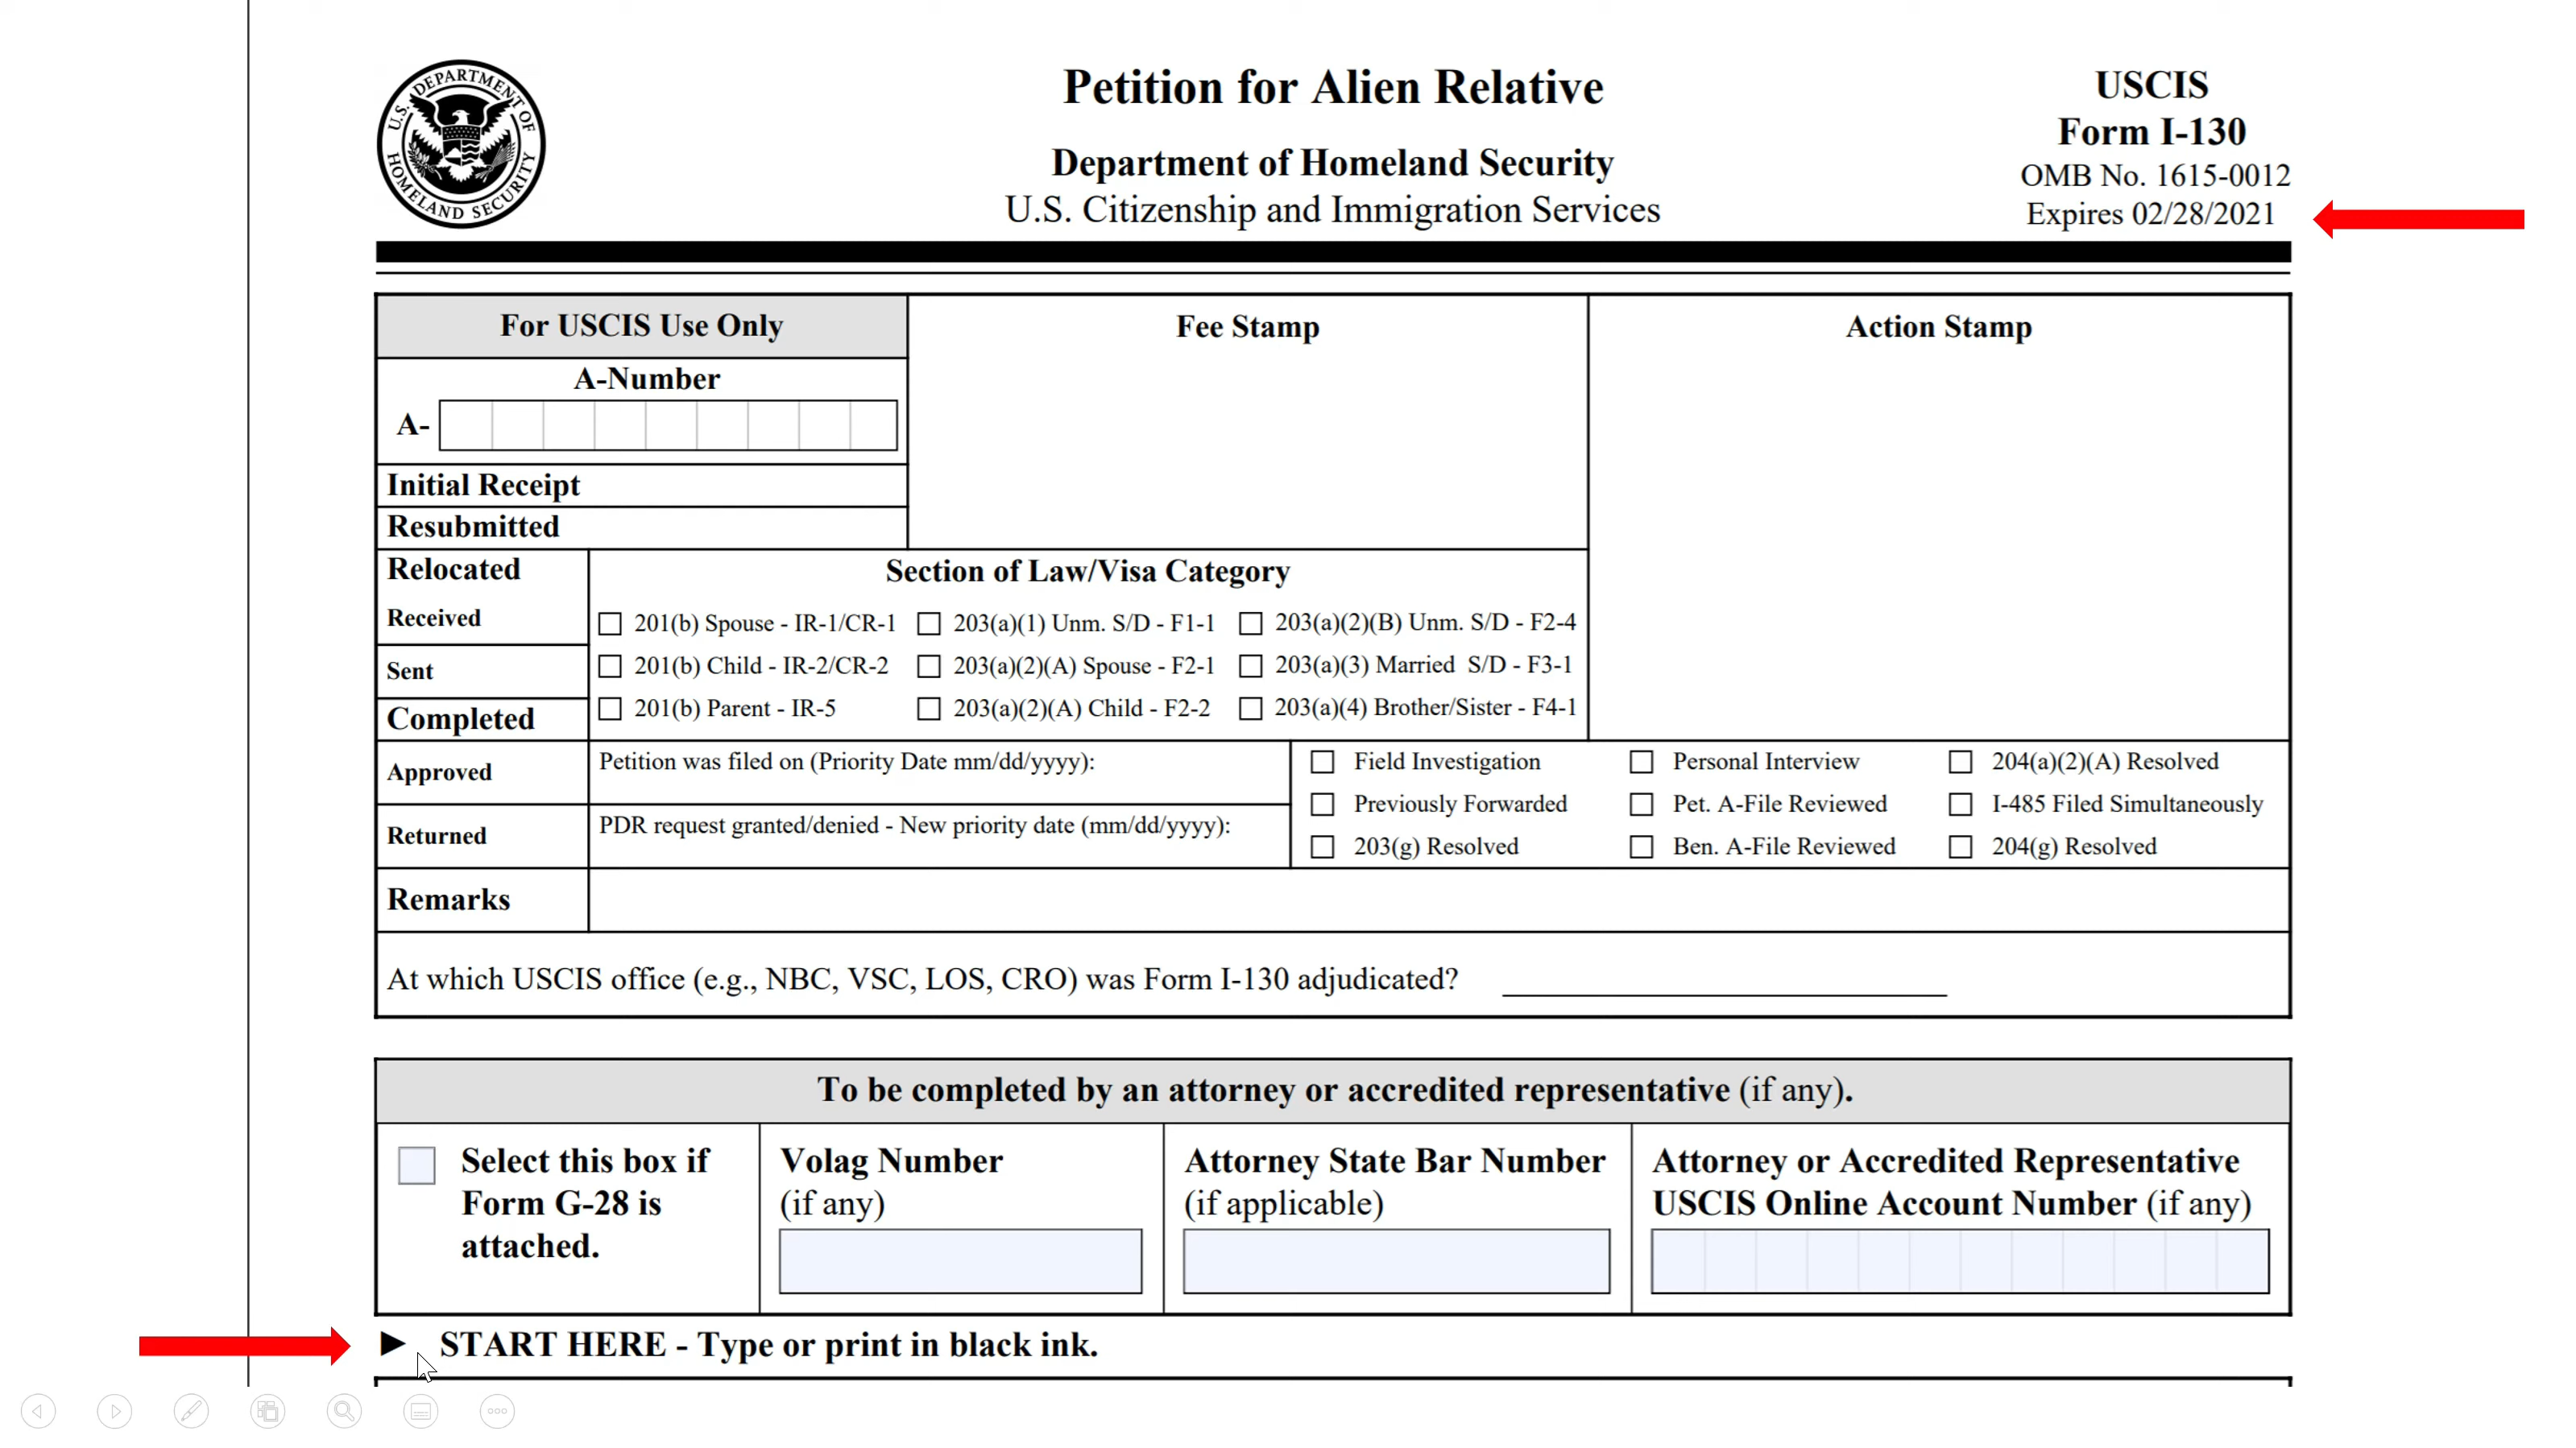 U.S. DEPARTMENT OF HOMELAND SECURITY
Petition for Alien Relative
Department of Homeland Security
U.S. Citizenship and Immigration Services
USCIS
Form I-130
OMB No. 1615-0012
Expires 02/28/2021
For USCIS Use Only
A-Number
A-
Initial Receipt
Resubmitted
Fee Stamp
Action Stamp
Relocated
Received
Sent
Completed
Section of Law/Visa Category
201(b) Spouse - IR-1/CR-1
203(a)(1) Unm. S/D - F1-1
203(a)(2)(B) Unm. S/D - F2-4
201(b) Child - IR-2/CR-2
203(a)(2)(A) Spouse - F2-1
203(a)(3) Married S/D - F3-1
201(b) Parent - IR-5
203(a)(2)(A) Child - F2-2
203(a)(4) Brother/Sister - F4-1
Approved
Petition was filed on (Priority Date mm/dd/yyyy):
Returned
PDR request granted/denied - New priority date (mm/dd/yyyy):
Field Investigation
Personal Interview
204(a)(2)(A) Resolved
Previously Forwarded
Pet. A-File Reviewed
I-485 Filed Simultaneously
203(g) Resolved
Ben. A-File Reviewed
204(g) Resolved
Remarks
At which USCIS office (e.g., NBC, VSC, LOS, CRO) was Form I-130 adjudicated?
To be completed by an attorney or accredited representative (if any).
Select this box if
Form G-28 is
attached.
Volag Number
(if any)
Attorney State Bar Number
(if applicable)
Attorney or Accredited Representative
USCIS Online Account Number (if any)
START HERE - Type or print in black ink.